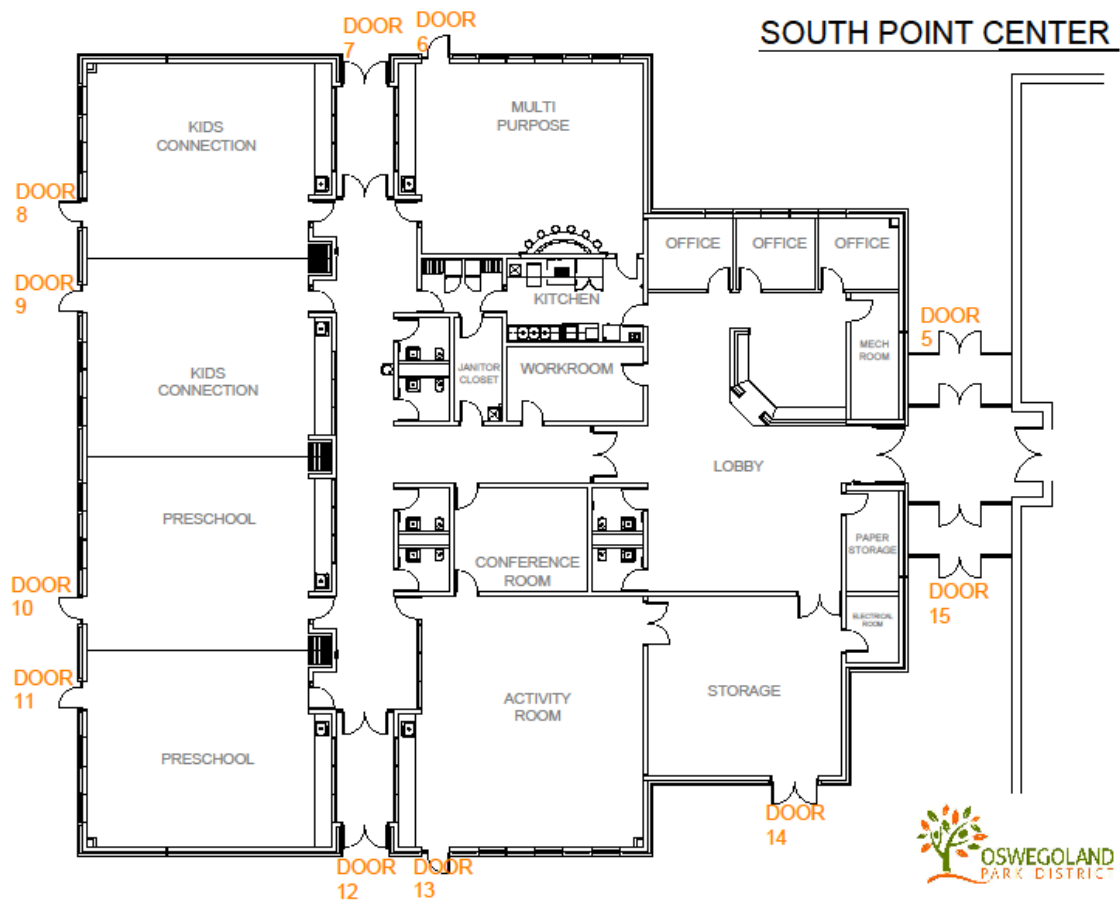 SOUTH POINT CENTER
DOOR
6
DOOR
7
MULTI
PURPOSE
KIDS
CONNECTION
DOOR
8
OFFICE
OFFICE
OFFICE
DOOR
9
KITCHEN
DOOR
5
MECH
ROOM
JANITOR
CLOSET
WORKROOM
KIDS
CONNECTION
LOBBY
PRESCHOOL
PAPER
STORAGE
CONFERENCE
ROOM
DOOR
10
DOOR
15
ELECTRICAL
ROOM
DOOR
11
ACTIVITY
ROOM
STORAGE
PRESCHOOL
DOOR
14
DOOR
12
DOOR
13
OSWEGOLAND
PARK DISTRICT